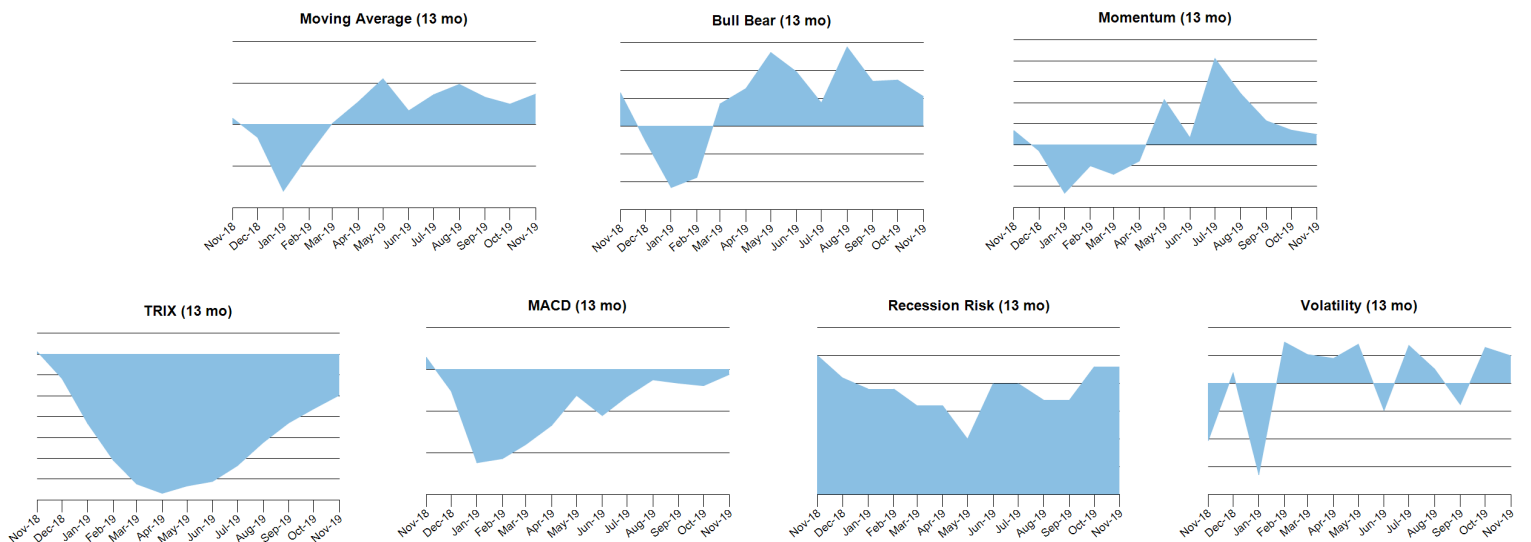 Moving Average (13 mo)
Nov-18 Dec-18 Jan-19 Feb-19 Mar-19 Apr-19 May-19 Jun-19 Jul-19 Aug-19 Sep-19 Oct-19 Nov-19
Bull Bear (13 mo)
Nov-18 Dec-18 Jan-19 Feb-19 Mar-19 Apr-19 May-19 Jun-19 Jul-19 Aug-19 Sep-19 Oct-19 Nov-19
Momentum (13 mo)
Nov-18 Dec-18 Jan-19 Feb-19 Mar-19 Apr-19 May-19 Jun-19 Jul-19 Aug-19 Sep-19 Oct-19 Nov-19
TRIX (13 mo)
Nov-18 Dec-18 Jan-19 Feb-19 Mar-19 Apr-19 May-19 Jun-19 Jul-19 Aug-19 Sep-19 Oct-19 Nov-19
MACD (13 mo)
Nov-18 Dec-18 Jan-19 Feb-19 Mar-19 Apr-19 May-19 Jun-19 Jul-19 Aug-19 Sep-19 Oct-19 Nov-19
Recession Risk (13 mo)
Nov-18 Dec-18 Jan-19 Feb-19 Mar-19 Apr-19 May-19 Jun-19 Jul-19 Aug-19 Sep-19 Oct-19 Nov-19
Volatility (13 mo)
Nov-18 Dec-18 Jan-19 Feb-19 Mar-19 Apr-19 May-19 Jun-19 Jul-19 Aug-19 Sep-19 Oct-19 Nov-19